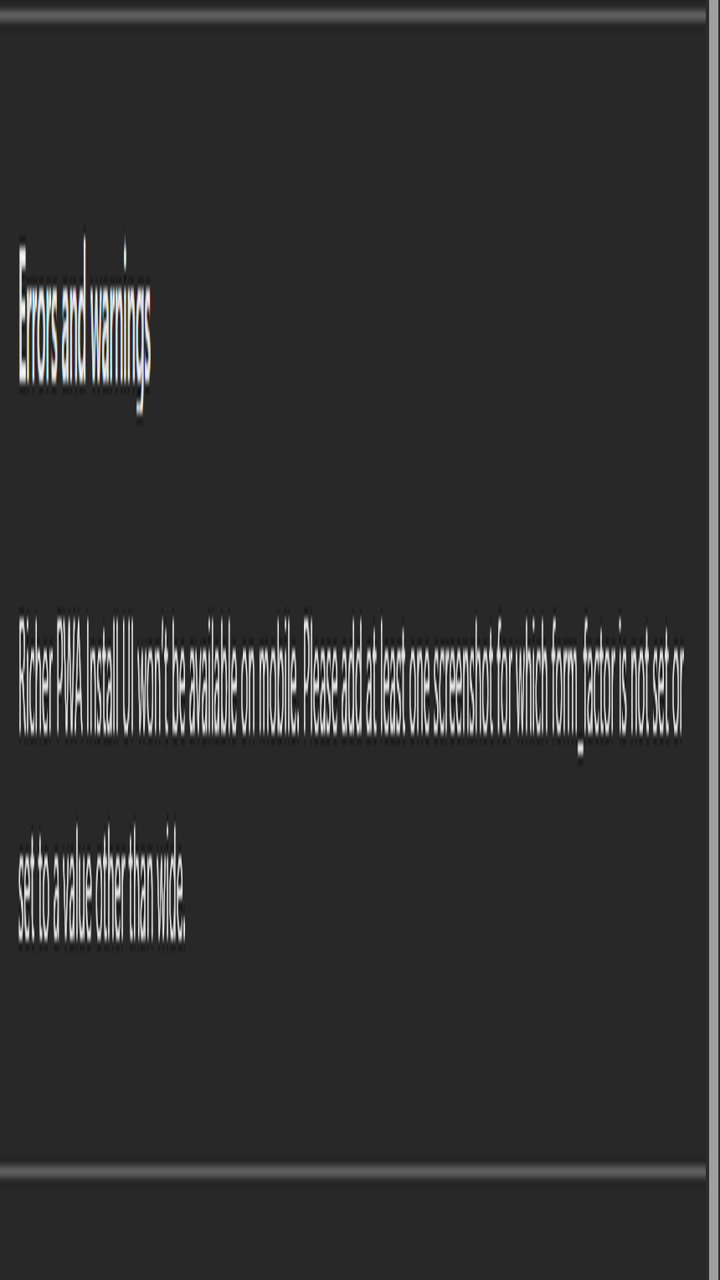 Errors and warnings
Richer PWA Install UI won't be available on mobile. Please add at least one screenshot for which form_factor is not set or
set to a value other than wide.